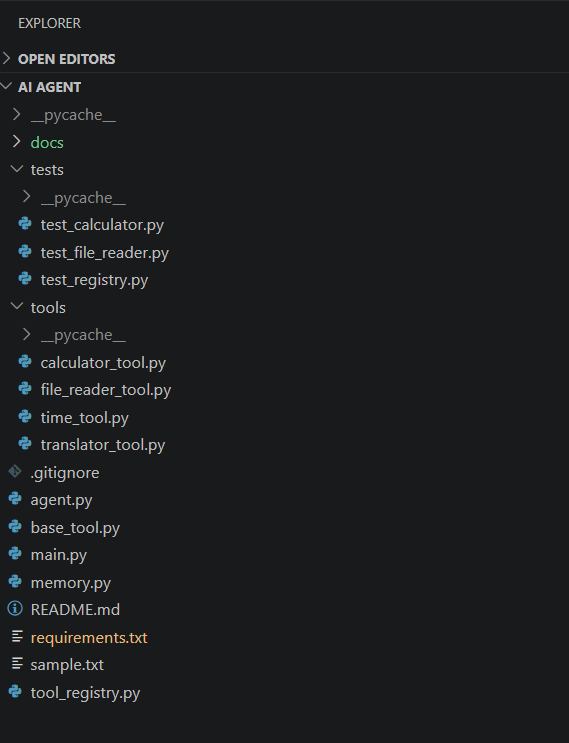 EXPLORER
OPEN EDITORS
AI AGENT
__pycache__
docs
tests
__pycache__
test_calculator.py
test_file_reader.py
test_registry.py
tools
__pycache__
calculator_tool.py
file_reader_tool.py
time_tool.py
translator_tool.py
.gitignore
agent.py
base_tool.py
main.py
memory.py
README.md
requirements.txt
sample.txt
tool_registry.py